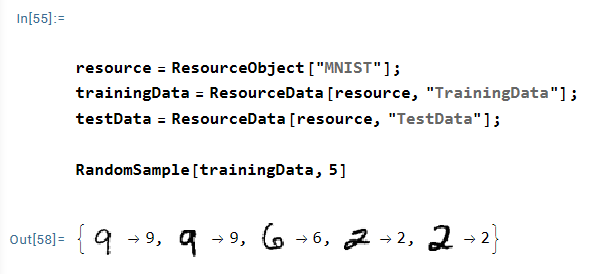 In[55]:=
resource = ResourceObject["MNIST"];
trainingData = ResourceData[resource, "TrainingData"];
testData = ResourceData[resource, "TestData"];
RandomSample[trainingData, 5]
Out[58]= {9 → 9, 9 → 9, 6 → 6, 2 → 2, 2 → 2}